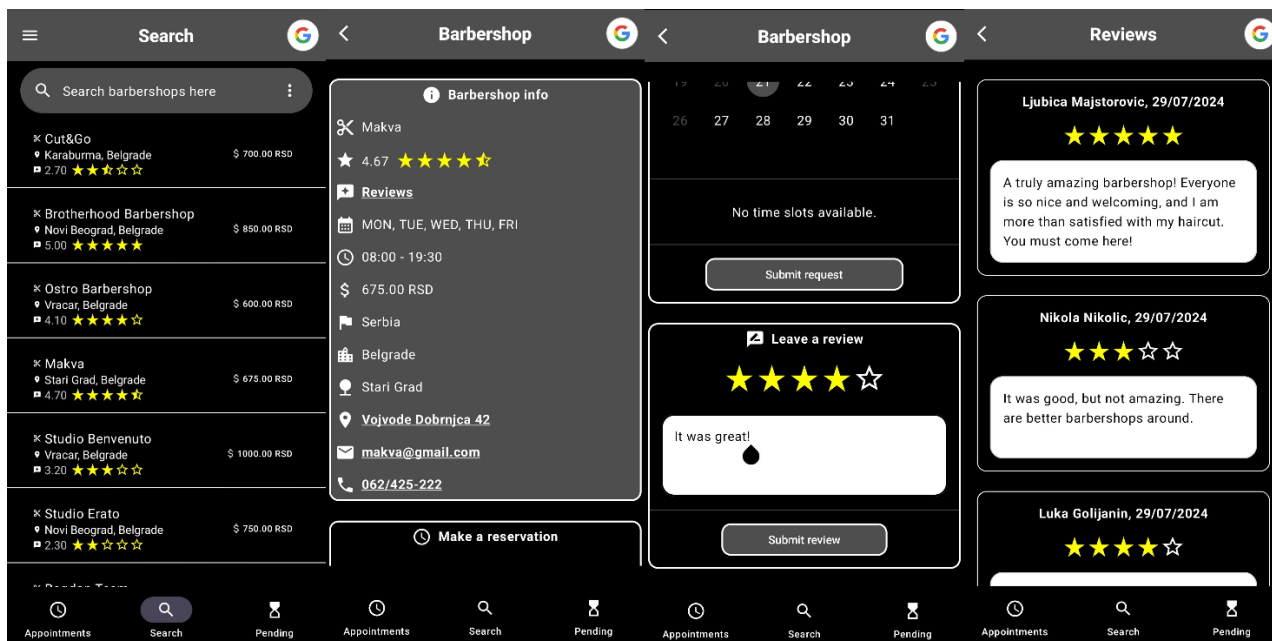 Search
Search barbershops here
Cut&Go
Karaburma, Belgrade
$ 700.00 RSD
2.70
Brotherhood Barbershop
Novi Beograd, Belgrade
$ 850.00 RSD
5.00
Ostro Barbershop
Vracar, Belgrade
$ 600.00 RSD
4.10
Makva
Stari Grad, Belgrade
$ 675.00 RSD
4.70
Studio Benvenuto
Vracar, Belgrade
$ 1000.00 RSD
3.20
Studio Erato
Novi Beograd, Belgrade
$ 750.00 RSD
2.30
Appointments
Search
Pending
Barbershop
Barbershop info
Makva
4.67
Reviews
MON, TUE, WED, THU, FRI
08:00 - 19:30
$ 675.00 RSD
Serbia
Belgrade
Stari Grad
Vojvode Dobrnjca 42
makva@gmail.com
062/425-222
Make a reservation
Appointments
Search
Pending
Barbershop
19 20 21 22 23 24 25
26 27 28 29 30 31
No time slots available.
Submit request
Leave a review
It was great!
Submit review
Appointments
Search
Pending
Reviews
Ljubica Majstorovic, 29/07/2024
A truly amazing barbershop! Everyone
is so nice and welcoming, and I am
more than satisfied with my haircut.
You must come here!
Nikola Nikolic, 29/07/2024
It was good, but not amazing. There
are better barbershops around.
Luka Golijanin, 29/07/2024
Appointments
Search
Pending